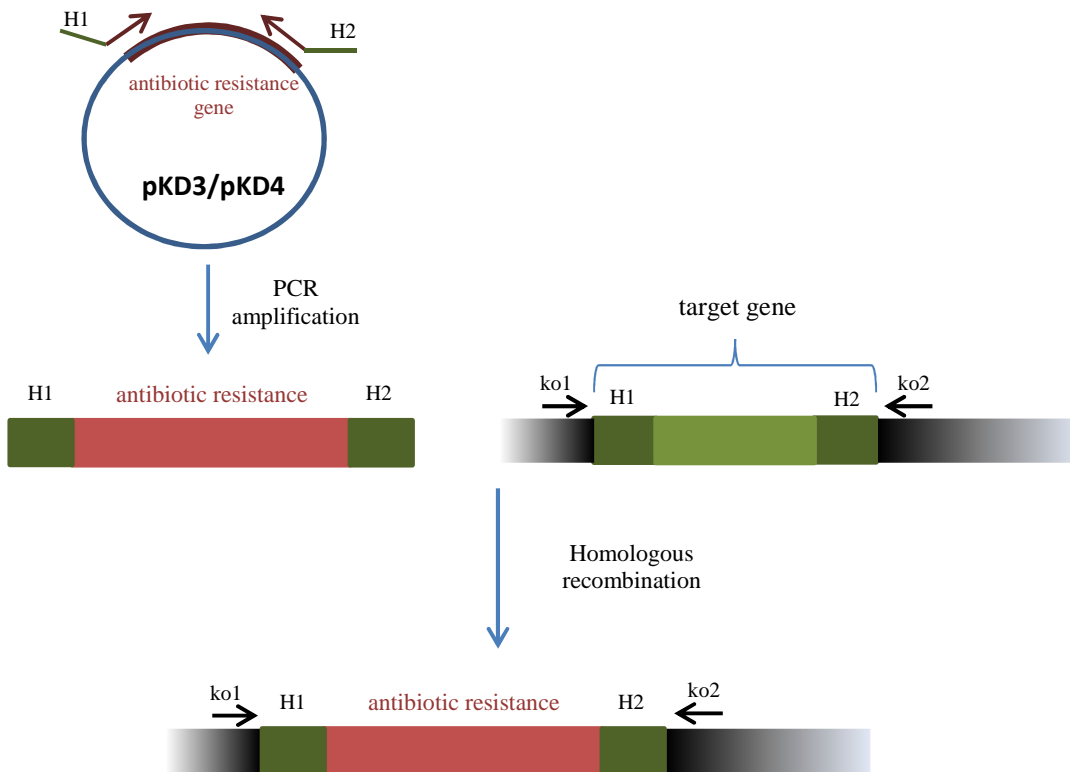 H1
H2
antibiotic resistance
gene
pKD3/pKD4
PCR
amplification
target gene
H1
antibiotic resistance
H2
ko1
H1
H2
ko2
Homologous
recombination
ko1
H1
antibiotic resistance
H2
ko2